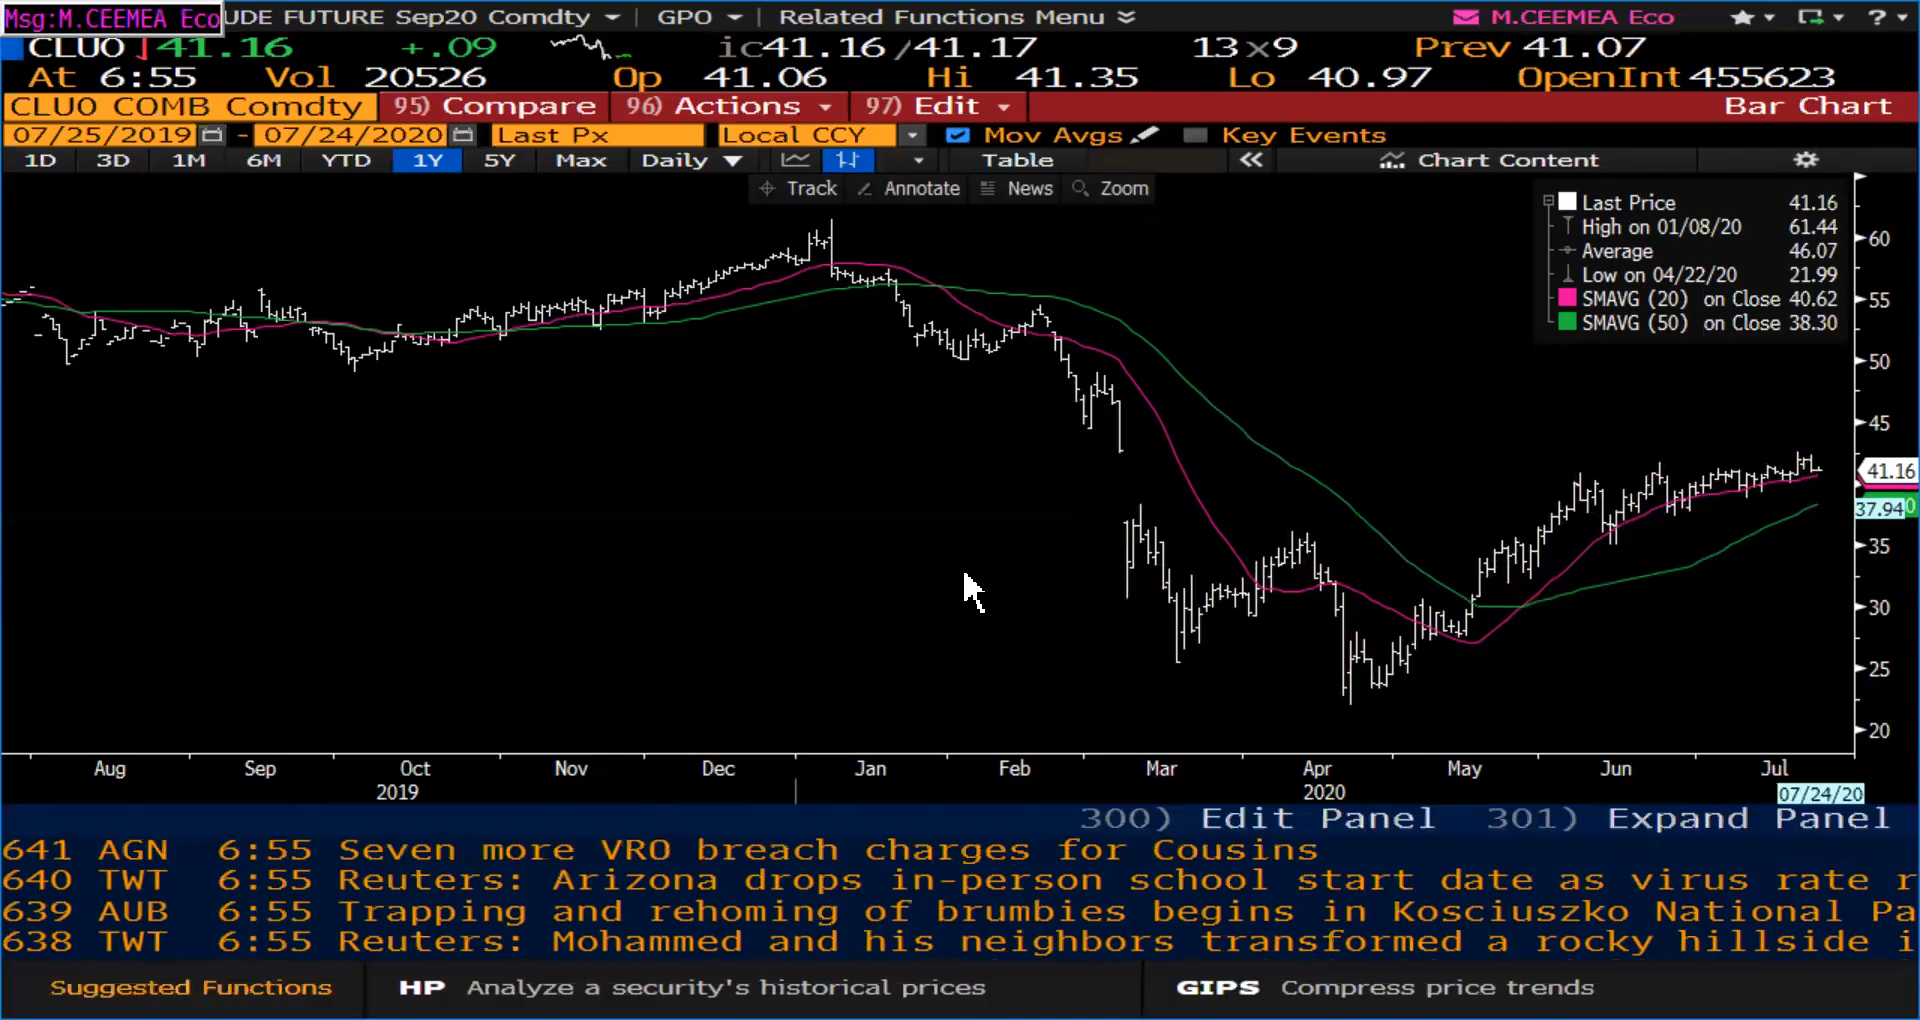 Msg:M.CEEMEA Eco UDE FUTURE Sep20 Comdty GPO Related Functions Menu M.CEEMEA Eco ?
CLU0 41.16 +.09 ic41.16 /41.17 13x9 Prev 41.07
At 6:55 Vol 20526 Op 41.06 Hi 41.35 Lo 40.97 OpenInt 455623
CLU0 COMB Comdty 95) Compare 96) Actions 97) Edit Bar Chart
07/25/2019 - 07/24/2020 Last Px Local CCY Mov Avgs Key Events
1D 3D 1M 6M YTD 1Y 5Y Max Daily Table Chart Content
Track Annotate News Zoom
Last Price 41.16
High on 01/08/20 61.44
Average 46.07
Low on 04/22/20 21.99
SMAVG (20) on Close 40.62
SMAVG (50) on Close 38.30
60
55
50
45
41.16
37.94 0
35
30
25
20
Aug Sep Oct Nov Dec Jan Feb Mar Apr May Jun Jul
2019 2020 07/24/20
300) Edit Panel 301) Expand Panel
641 AGN 6:55 Seven more VRO breach charges for Cousins
640 TWT 6:55 Reuters: Arizona drops in-person school start date as virus rate r
639 AUB 6:55 Trapping and rehoming of brumbies begins in Kosciuszko National Pa
638 TWT 6:55 Reuters: Mohammed and his neighbors transformed a rocky hillside i
Suggested Functions HP Analyze a security's historical prices GIPS Compress price trends